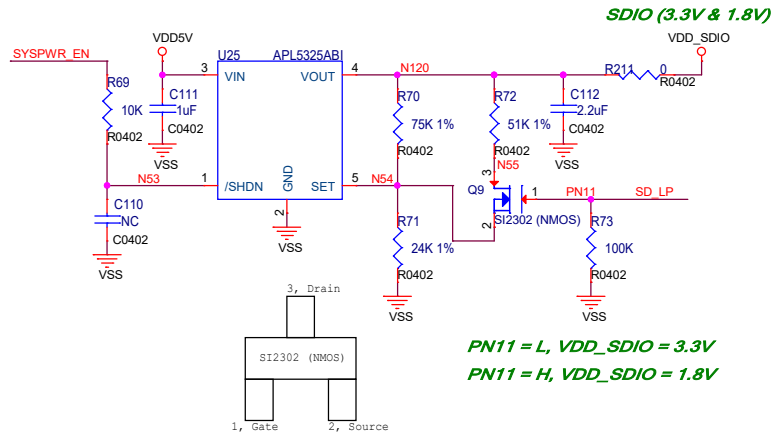 SDIO (3.3V & 1.8V)
VDD5V
VDD_SDIO
SYSPWR_EN
U25
APL5325ABI
3
VIN
VOUT
4
N120
R211
0
R0402
R69
10K
R0402
C111
1uF
C0402
VSS
R70
75K 1%
R0402
R72
51K 1%
R0402
C112
2.2uF
C0402
VSS
N55
3
N53
1
/SHDN
GND
SET
5
N54
Q9
1
PN11
SD_LP
2
SI2302 (NMOS)
C110
NC
C0402
VSS
2
VSS
R71
24K 1%
R0402
VSS
R73
100K
R0402
VSS
3, Drain
SI2302 (NMOS)
1, Gate
2, Source
PN11 = L, VDD_SDIO = 3.3V
PN11 = H, VDD_SDIO = 1.8V